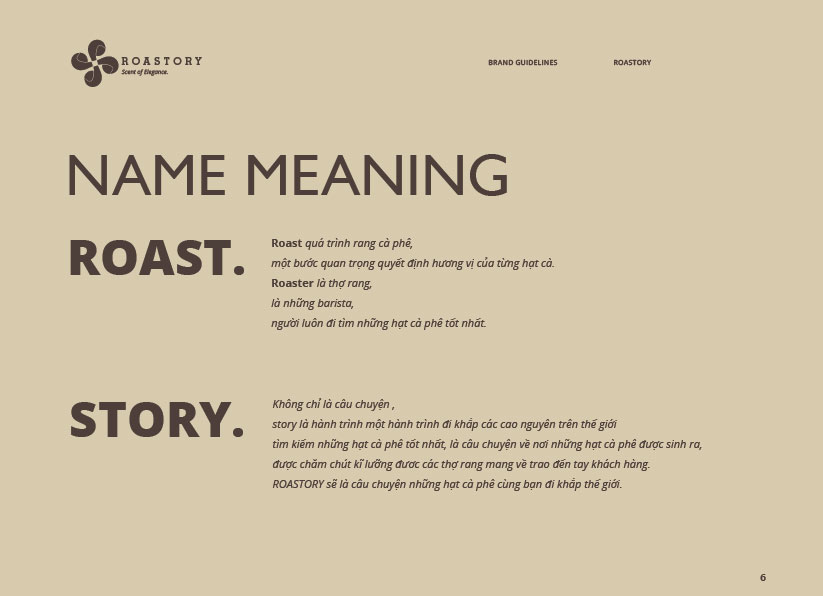 ROASTORY
Scent of Elegance.
BRAND GUIDELINES
ROASTORY
NAME MEANING
ROAST.
Roast quá trình rang cà phê,
một bước quan trọng quyết định hương vị của từng hạt cà.
Roaster là thợ rang,
là những barista,
người luôn đi tìm những hạt cà phê tốt nhất.
STORY.
Không chỉ là câu chuyện ,
story là hành trình một hành trình đi khắp các cao nguyên trên thế giới
tìm kiếm những hạt cà phê tốt nhất, là câu chuyện về nơi những hạt cà phê được sinh ra,
được chăm chút kĩ lưỡng đươc các thợ rang mang về trao đến tay khách hàng.
ROASTORY sẽ là câu chuyện những hạt cà phê cùng bạn đi khắp thế giới.
6